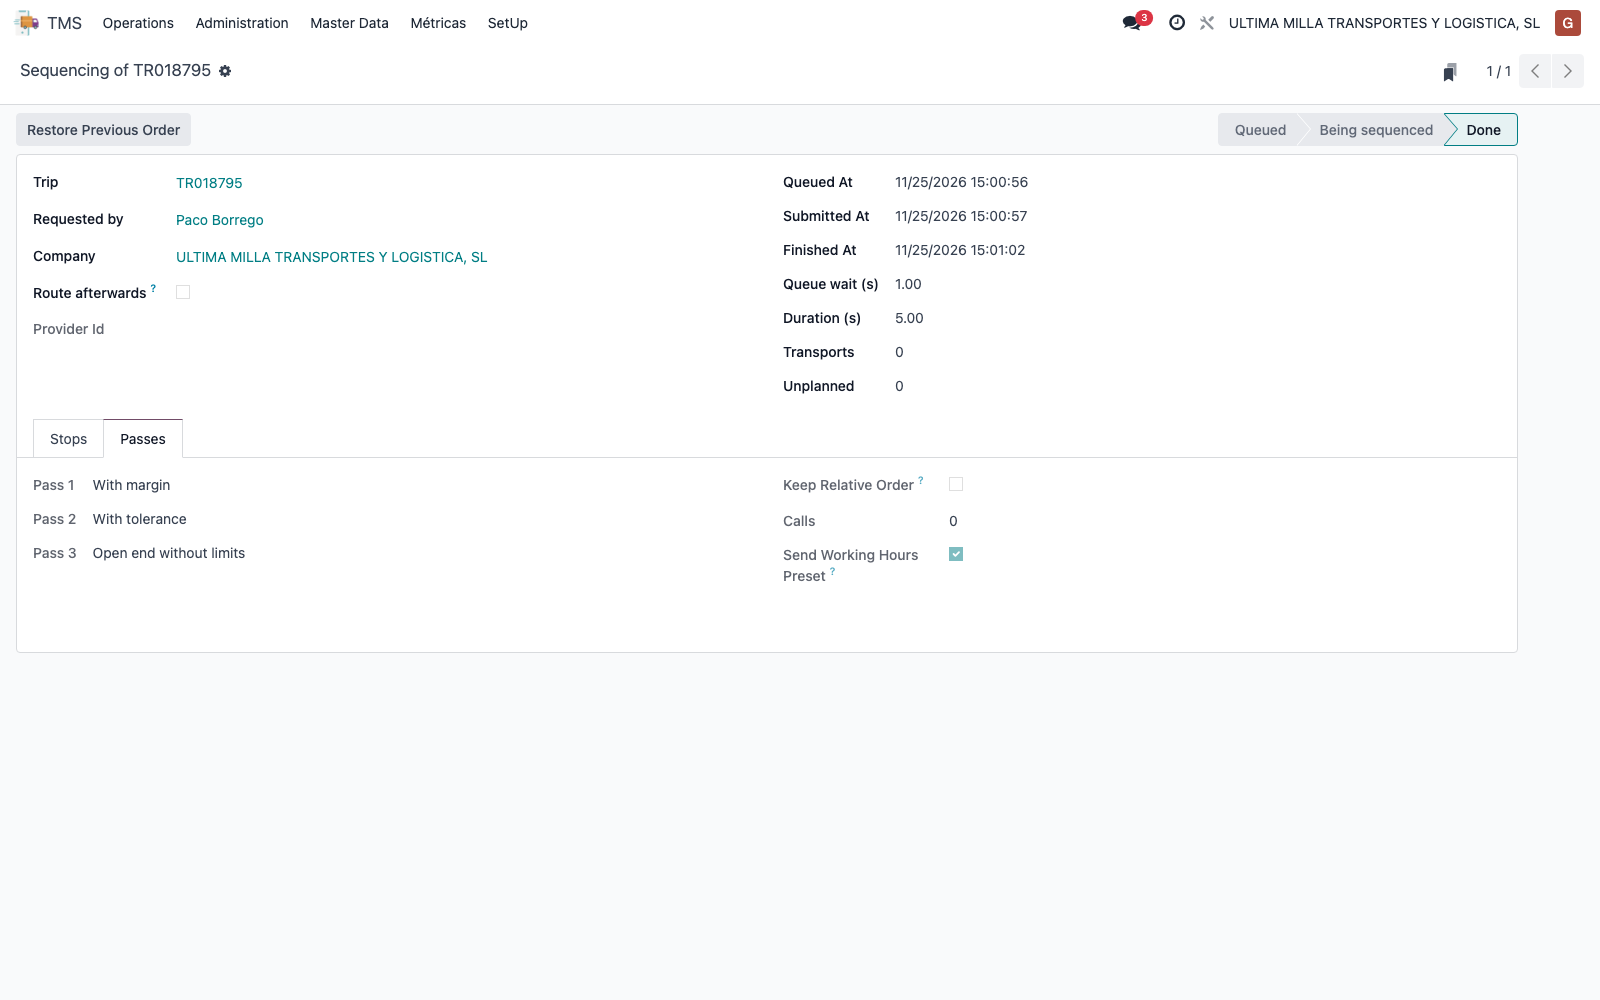 TMS Operations Administration Master Data Métricas SetUp 3 ULTIMA MILLA TRANSPORTES Y LOGISTICA, SL G
Sequencing of TR018795 1 / 1
Restore Previous Order Queued Being sequenced Done
Trip TR018795
Requested by Paco Borrego
Company ULTIMA MILLA TRANSPORTES Y LOGISTICA, SL
Route afterwards ?
Provider Id
Queued At 11/25/2026 15:00:56
Submitted At 11/25/2026 15:00:57
Finished At 11/25/2026 15:01:02
Queue wait (s) 1.00
Duration (s) 5.00
Transports 0
Unplanned 0
Stops Passes
Pass 1 With margin
Pass 2 With tolerance
Pass 3 Open end without limits
Keep Relative Order ?
Calls 0
Send Working Hours
Preset ?